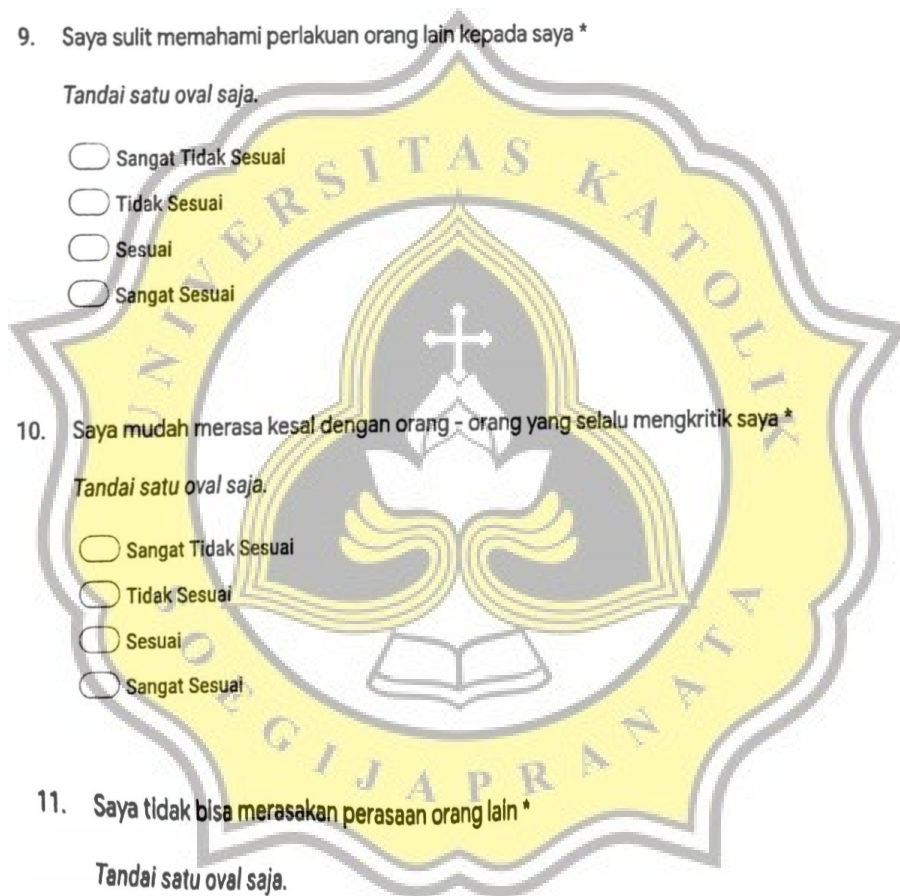 9. Saya sulit memahami perlakuan orang lain kepada saya *
Tandai satu oval saja.
Sangat Tidak Sesuai
Tidak Sesuai
Sesuai
Sangat Sesuai
10. Saya mudah merasa kesal dengan orang - orang yang selalu mengkritik saya *
Tandai satu oval saja.
Sangat Tidak Sesuai
Tidak Sesuai
Sesuai
Sangat Sesuai
11. Saya tidak bisa merasakan perasaan orang lain *
Tandai satu oval saja.
UNIVERSITAS KATOLIK
SOEGIJAPRANATA